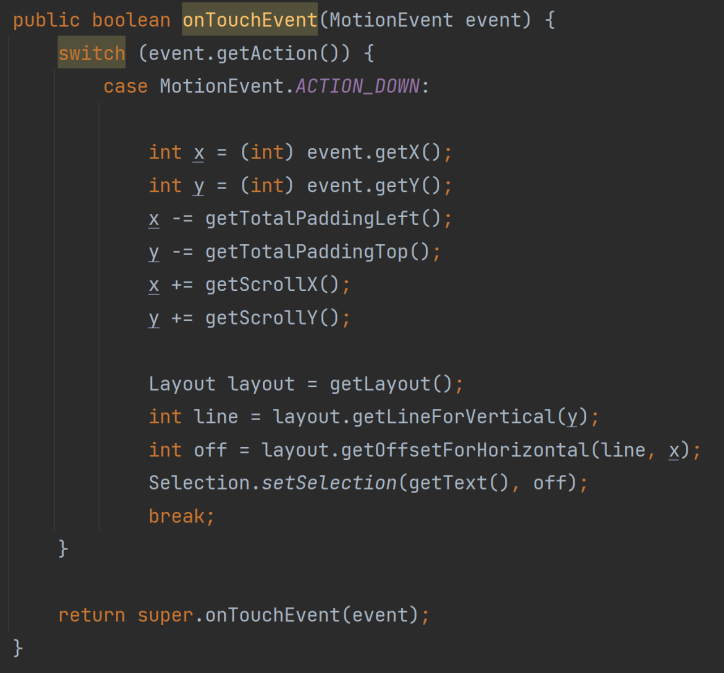 public boolean onTouchEvent(MotionEvent event) {
switch (event.getAction()) {
case MotionEvent.ACTION_DOWN:
int x = (int) event.getX();
int y = (int) event.getY();
x -= getTotalPaddingLeft();
y -= getTotalPaddingTop();
x += getScrollX();
y += getScrollY();
Layout layout = getLayout();
int line = layout.getLineForVertical(y);
int off = layout.getOffsetForHorizontal(line, x);
Selection.setSelection(getText(), off);
break;
}
return super.onTouchEvent(event);
}